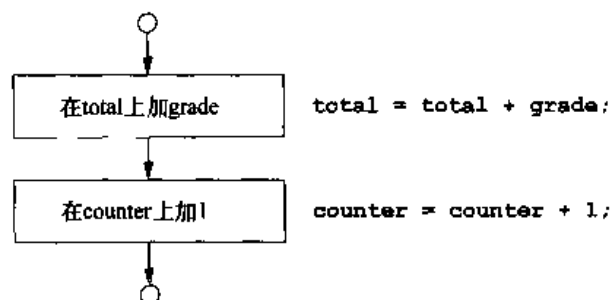 在total上加grade
total = total + grade;
在counter上加1
counter = counter + 1;